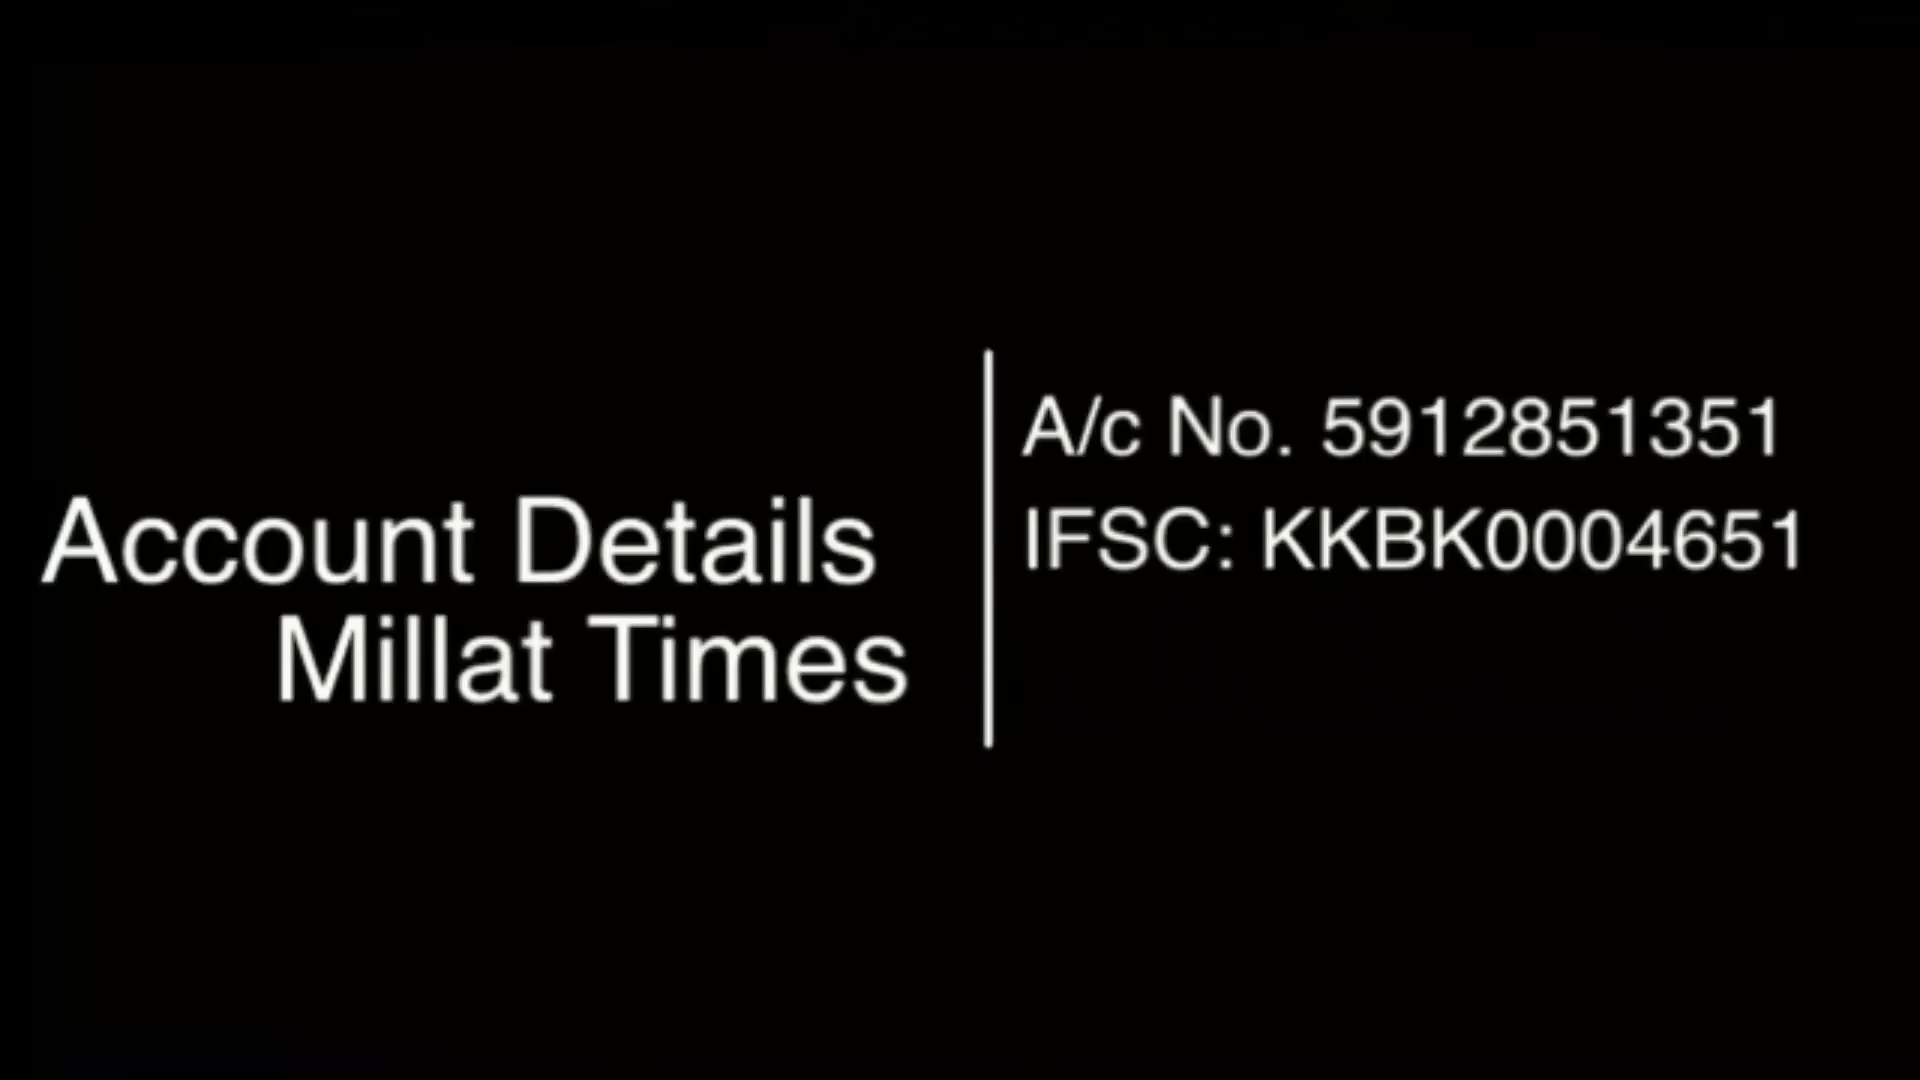 Account Details
Millat Times
A/c No. 5912851351
IFSC: KKBK0004651